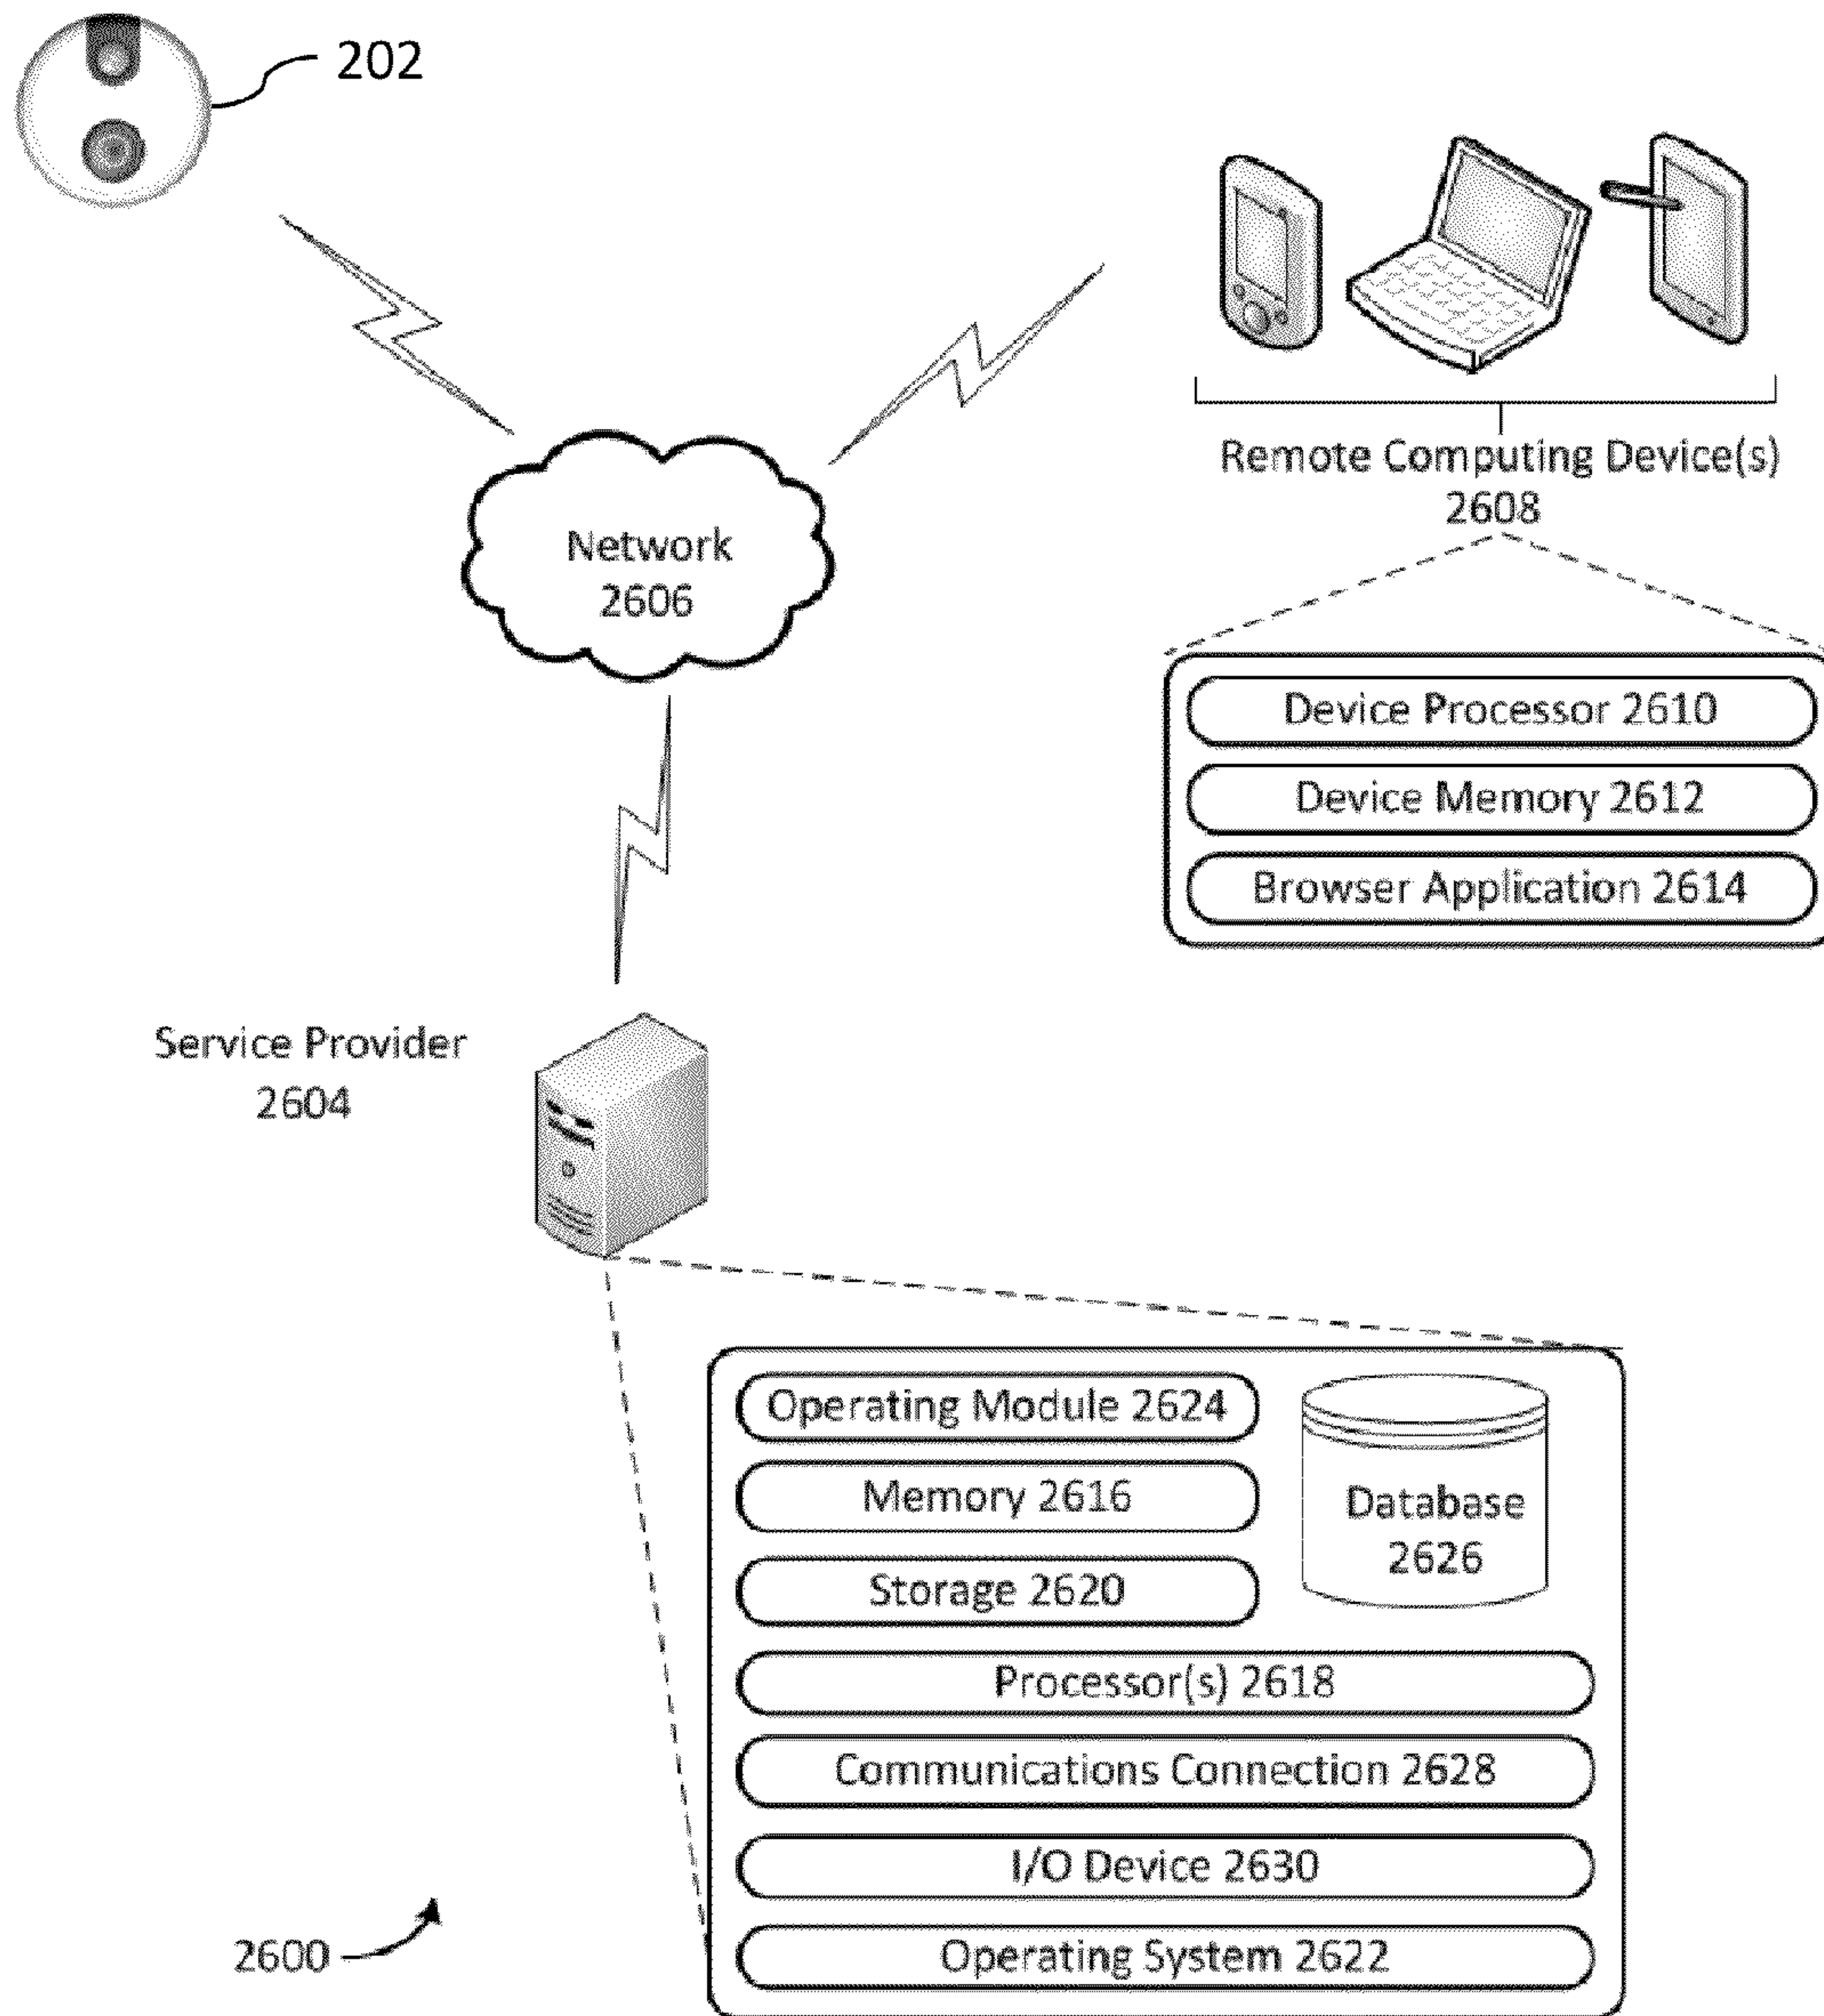 202
Remote Computing Device(s)
2608
Network
2606
Device Processor 2610
Device Memory 2612
Browser Application 2614
Service Provider
2604
Operating Module 2624
Memory 2616
Storage 2620
Database
2626
Processor(s) 2618
Communications Connection 2628
I/O Device 2630
Operating System 2622
2600